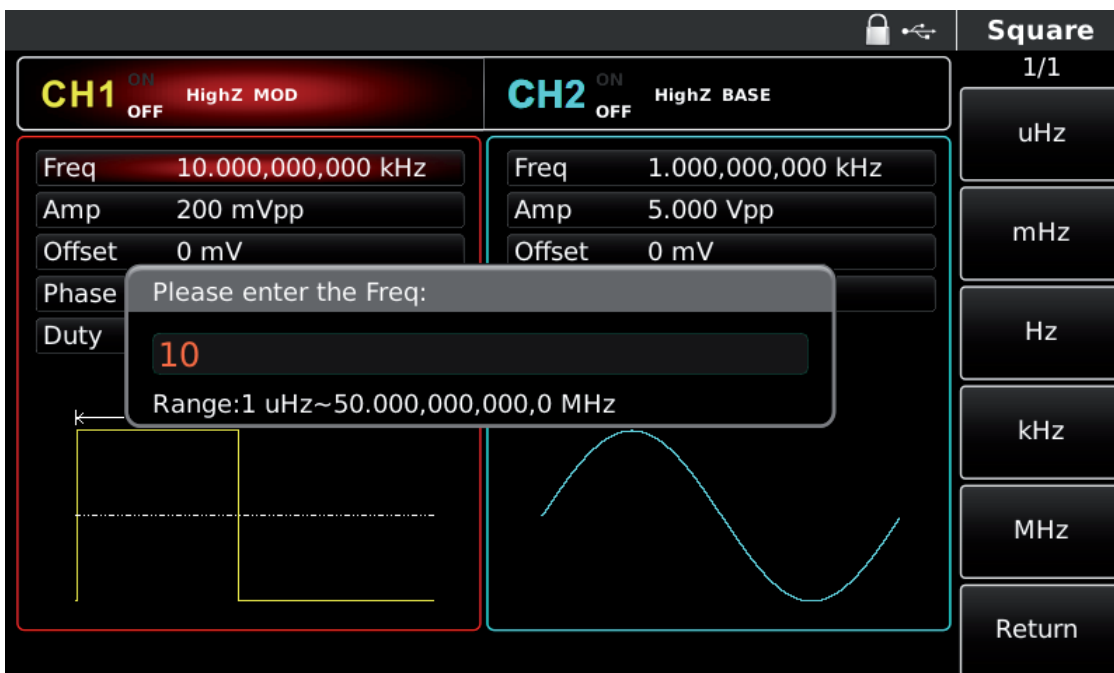 Square
1/1
CH1 ON OFF HighZ MOD
CH2 ON OFF HighZ BASE
Freq 10.000,000,000 kHz
Amp 200 mVpp
Offset 0 mV
Phase
Duty
Freq 1.000,000,000 kHz
Amp 5.000 Vpp
Offset 0 mV
Please enter the Freq:
10
Range:1 uHz~50.000,000,000,0 MHz
uHz
mHz
Hz
kHz
MHz
Return